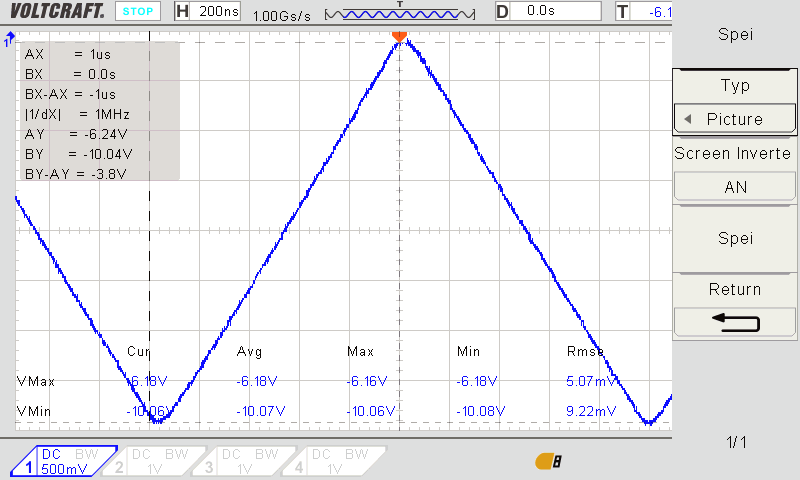 VOLTCRAFT. STOP H 200ns 1.00Gs/s T D 0.0s T -6.1
1
AX = 1us
BX = 0.0s
BX-AX = -1us
|1/dX| = 1MHz
AY = -6.24V
BY = -10.04V
BY-AY = -3.8V
Cur Avg Max Min Rmse
VMax -6.18V -6.18V -6.16V -6.18V 5.07mV
VMin -10.06V -10.07V -10.06V -10.08V 9.22mV
1 DC BW 500mV
2 DC BW 1V
3 DC BW 1V
4 DC BW 1V
Spei
Typ
Picture
Screen Inverte
AN
Spei
Return
1/1